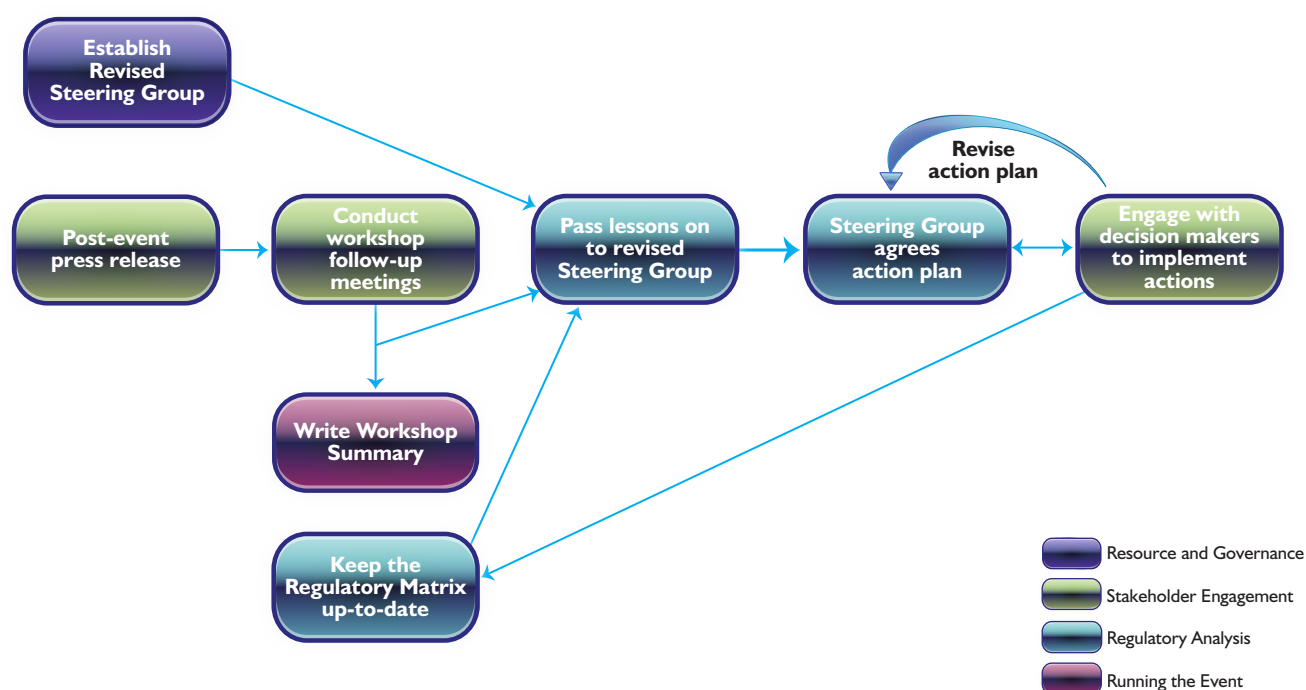 Establish
Revised
Steering Group
Revise
action plan
Post-event
press release
Conduct
workshop
follow-up
meetings
Pass lessons on
to revised
Steering Group
Steering Group
agrees
action plan
Engage with
decision makers
to implement
actions
Write Workshop
Summary
Keep the
Regulatory Matrix
up-to-date
Resource and Governance
Stakeholder Engagement
Regulatory Analysis
Running the Event